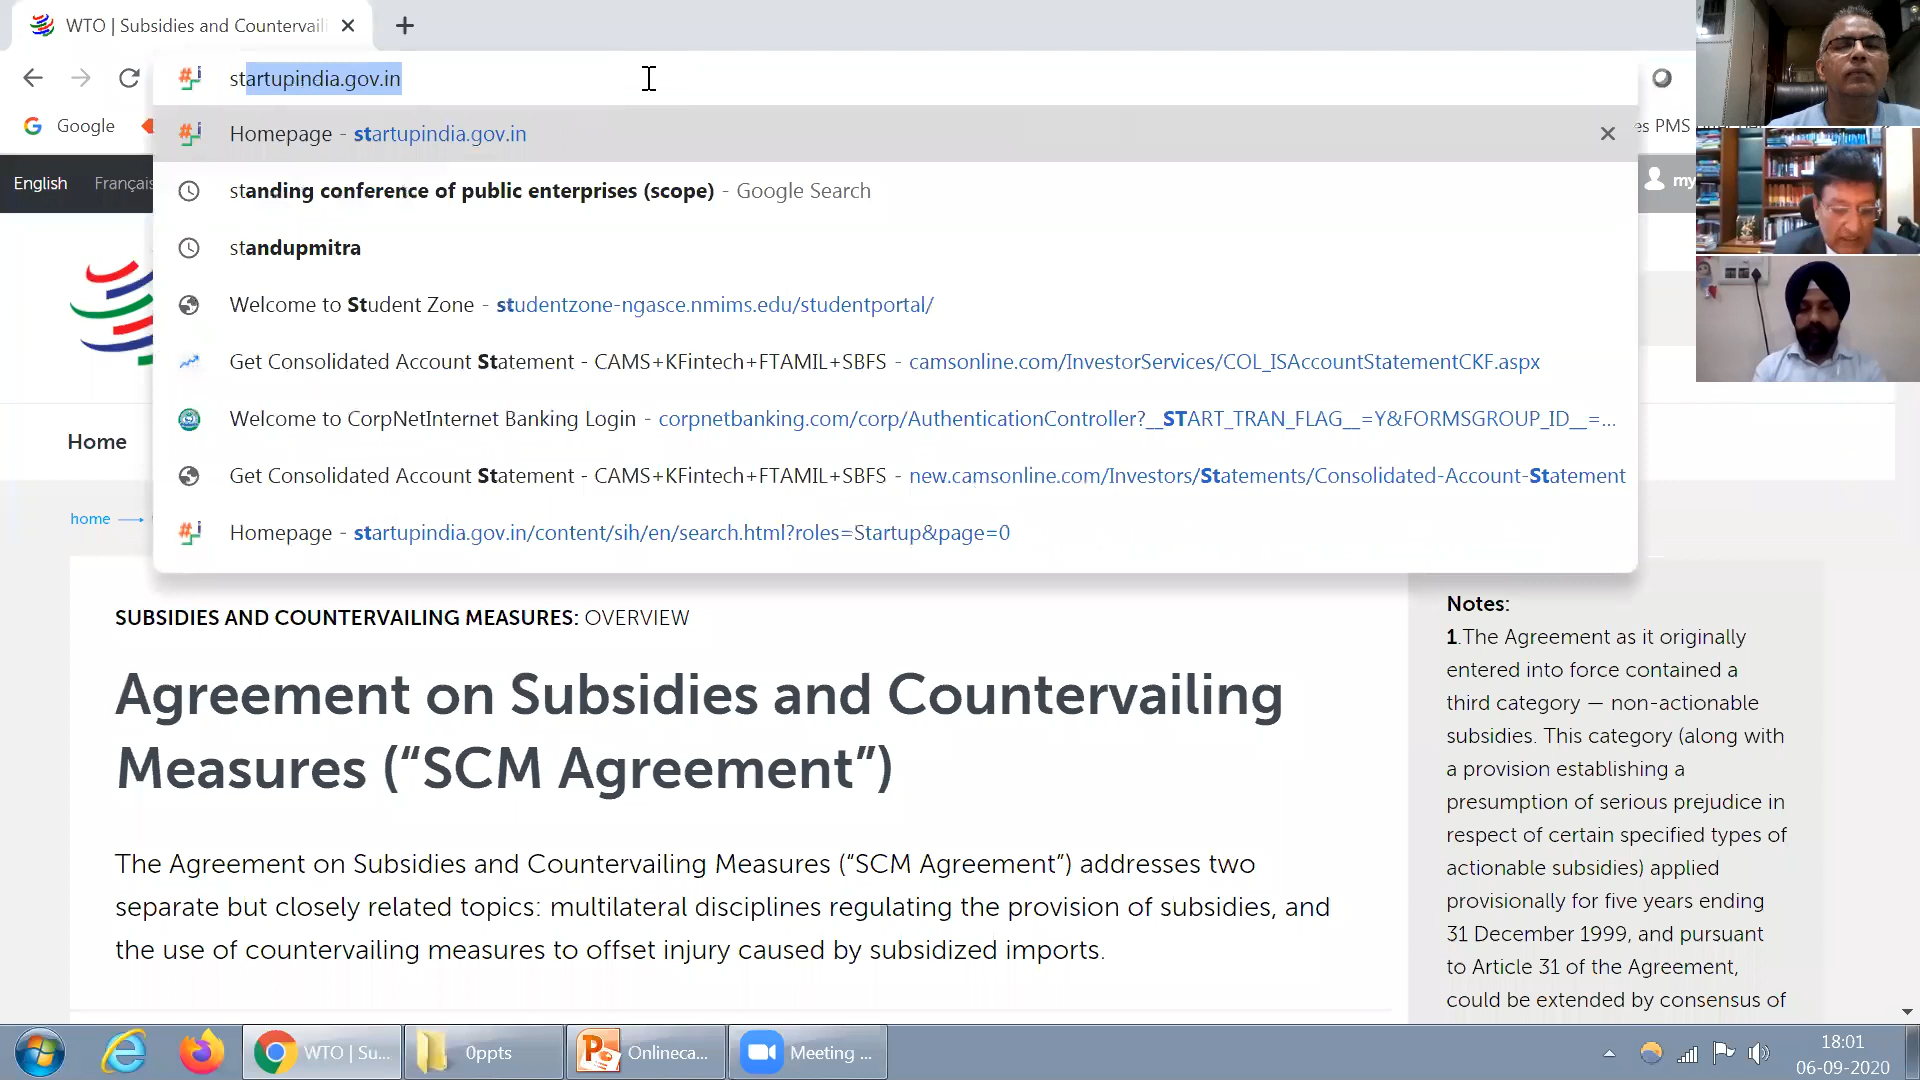 WTO | Subsidies and Countervaili
startupindia.gov.in
Google
es PMS
Homepage - startupindia.gov.in
English Français
my
standing conference of public enterprises (scope) - Google Search
standupmitra
Welcome to Student Zone - studentzone-ngasce.nmims.edu/studentportal/
Get Consolidated Account Statement - CAMS+KFintech+FTAMIL+SBFS - camsonline.com/InvestorServices/COL_ISAccountStatementCKF.aspx
Welcome to CorpNetInternet Banking Login - corpnetbanking.com/corp/AuthenticationController?__START_TRAN_FLAG__=Y&FORMSGROUP_ID__=...
Home
Get Consolidated Account Statement - CAMS+KFintech+FTAMIL+SBFS - new.camsonline.com/Investors/Statements/Consolidated-Account-Statement
home
Homepage - startupindia.gov.in/content/sih/en/search.html?roles=Startup&page=0
SUBSIDIES AND COUNTERVAILING MEASURES: OVERVIEW
Agreement on Subsidies and Countervailing
Measures (“SCM Agreement”)
The Agreement on Subsidies and Countervailing Measures (“SCM Agreement”) addresses two
separate but closely related topics: multilateral disciplines regulating the provision of subsidies, and
the use of countervailing measures to offset injury caused by subsidized imports.
Notes:
1.The Agreement as it originally
entered into force contained a
third category — non-actionable
subsidies. This category (along with
a provision establishing a
presumption of serious prejudice in
respect of certain specified types of
actionable subsidies) applied
provisionally for five years ending
31 December 1999, and pursuant
to Article 31 of the Agreement,
could be extended by consensus of
WTO | Su...
0ppts
Onlineca...
Meeting ...
18:01
06-09-2020